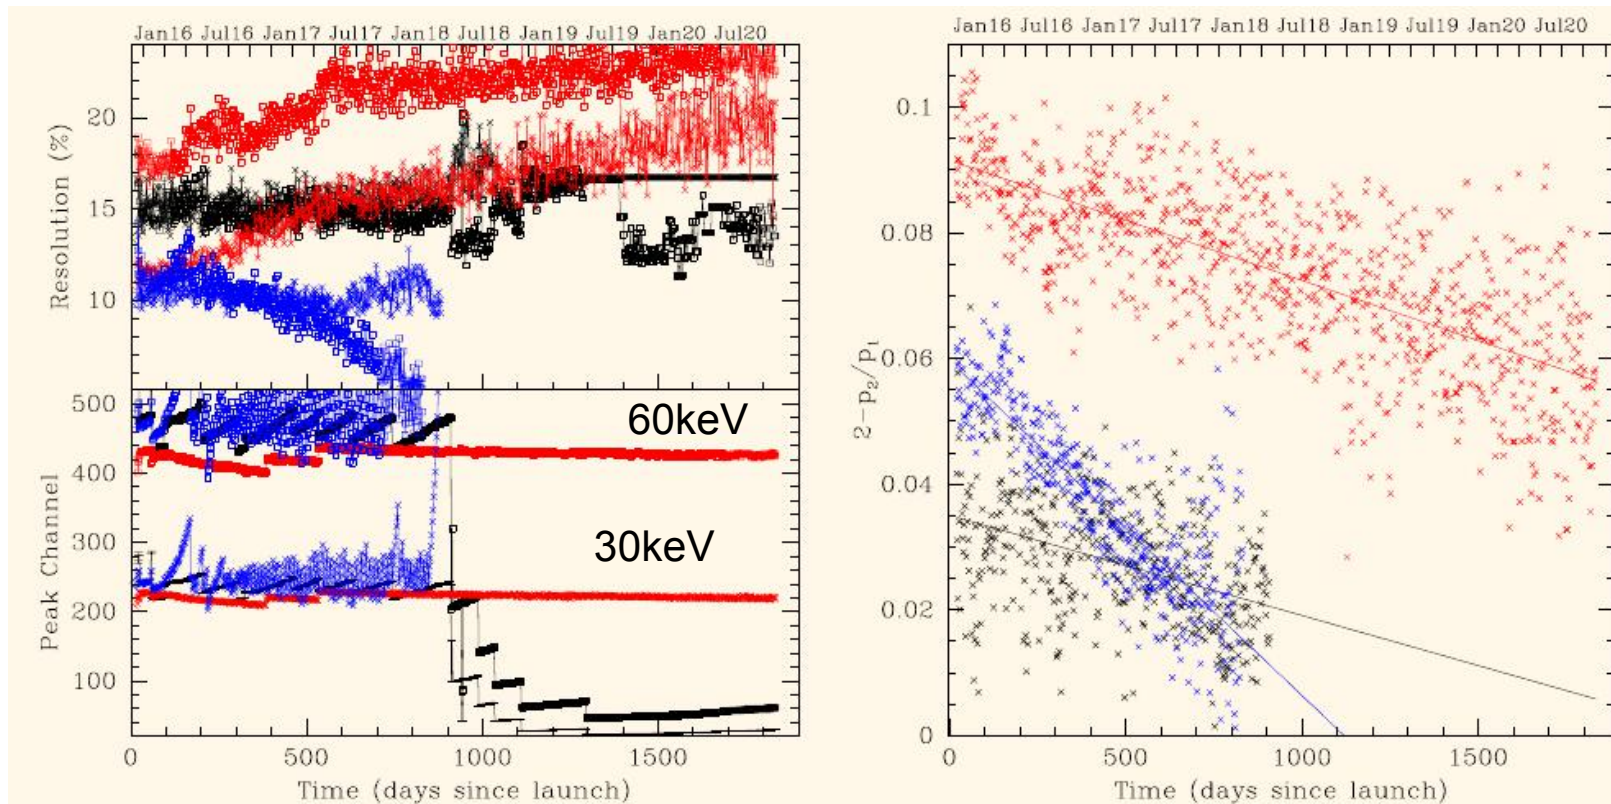 Jan16 Jul16 Jan17 Jul17 Jan18 Jul18 Jan19 Jul19 Jan20 Jul20
Resolution (%)
20
15
10
Peak Channel
500
400
300
200
100
60keV
30keV
0 500 1000 1500
Time (days since launch)
Jan16 Jul16 Jan17 Jul17 Jan18 Jul18 Jan19 Jul19 Jan20 Jul20
2-p2/p1
0.1
0.08
0.06
0.04
0.02
0
0 500 1000 1500
Time (days since launch)